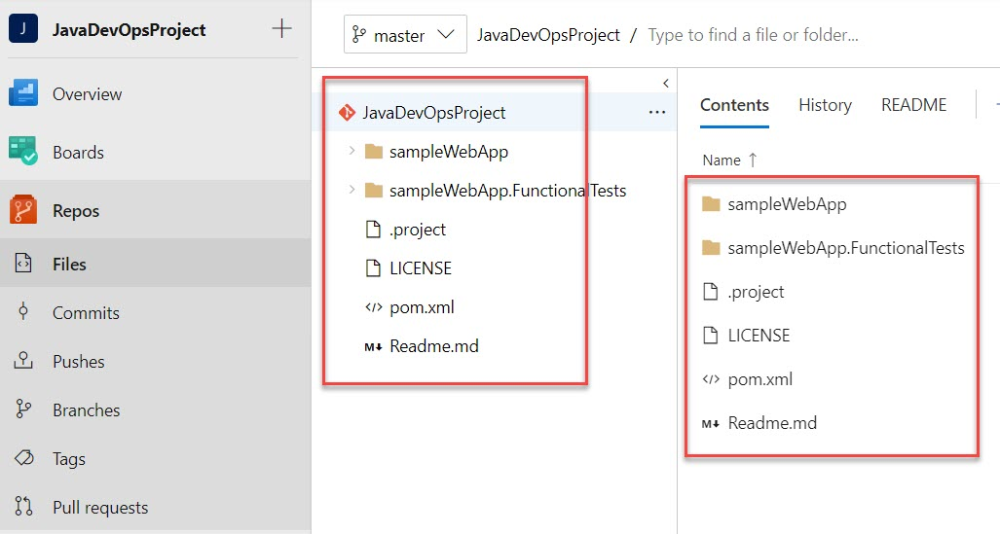 J JavaDevOpsProject
Overview
Boards
Repos
Files
Commits
Pushes
Branches
Tags
Pull requests
master JavaDevOpsProject / Type to find a file or folder...
JavaDevOpsProject
sampleWebApp
sampleWebApp.FunctionalTests
.project
LICENSE
pom.xml
Readme.md
Contents History README
Name ↑
sampleWebApp
sampleWebApp.FunctionalTests
.project
LICENSE
pom.xml
Readme.md